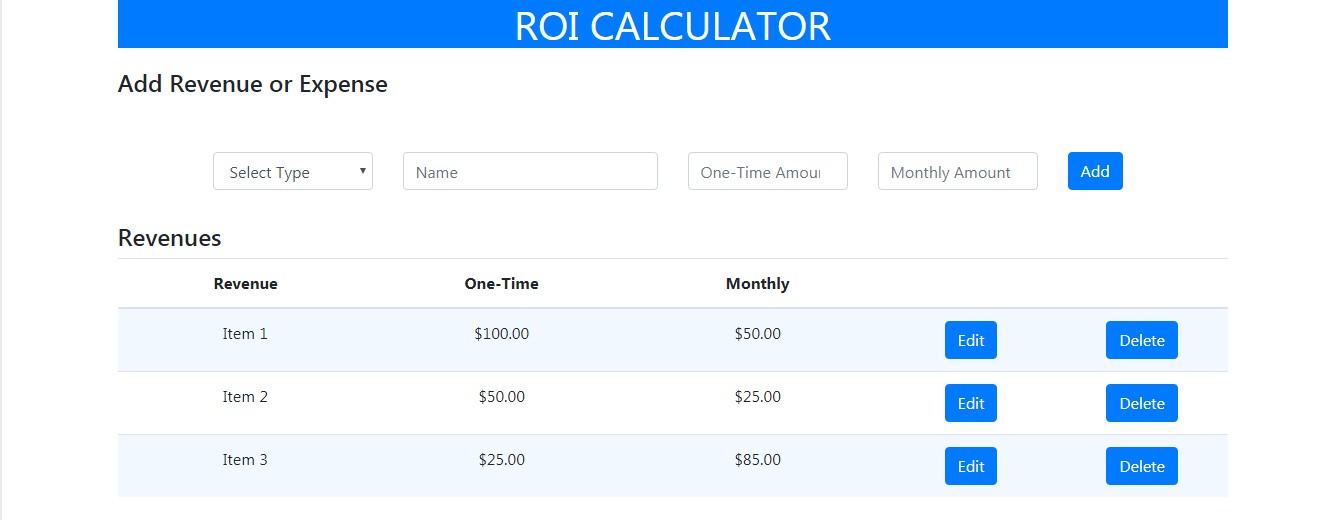 ROI CALCULATOR
Add Revenue or Expense
Select Type Name One-Time Amou Monthly Amount Add
Revenues
Revenue One-Time Monthly
Item 1 $100.00 $50.00 Edit Delete
Item 2 $50.00 $25.00 Edit Delete
Item 3 $25.00 $85.00 Edit Delete